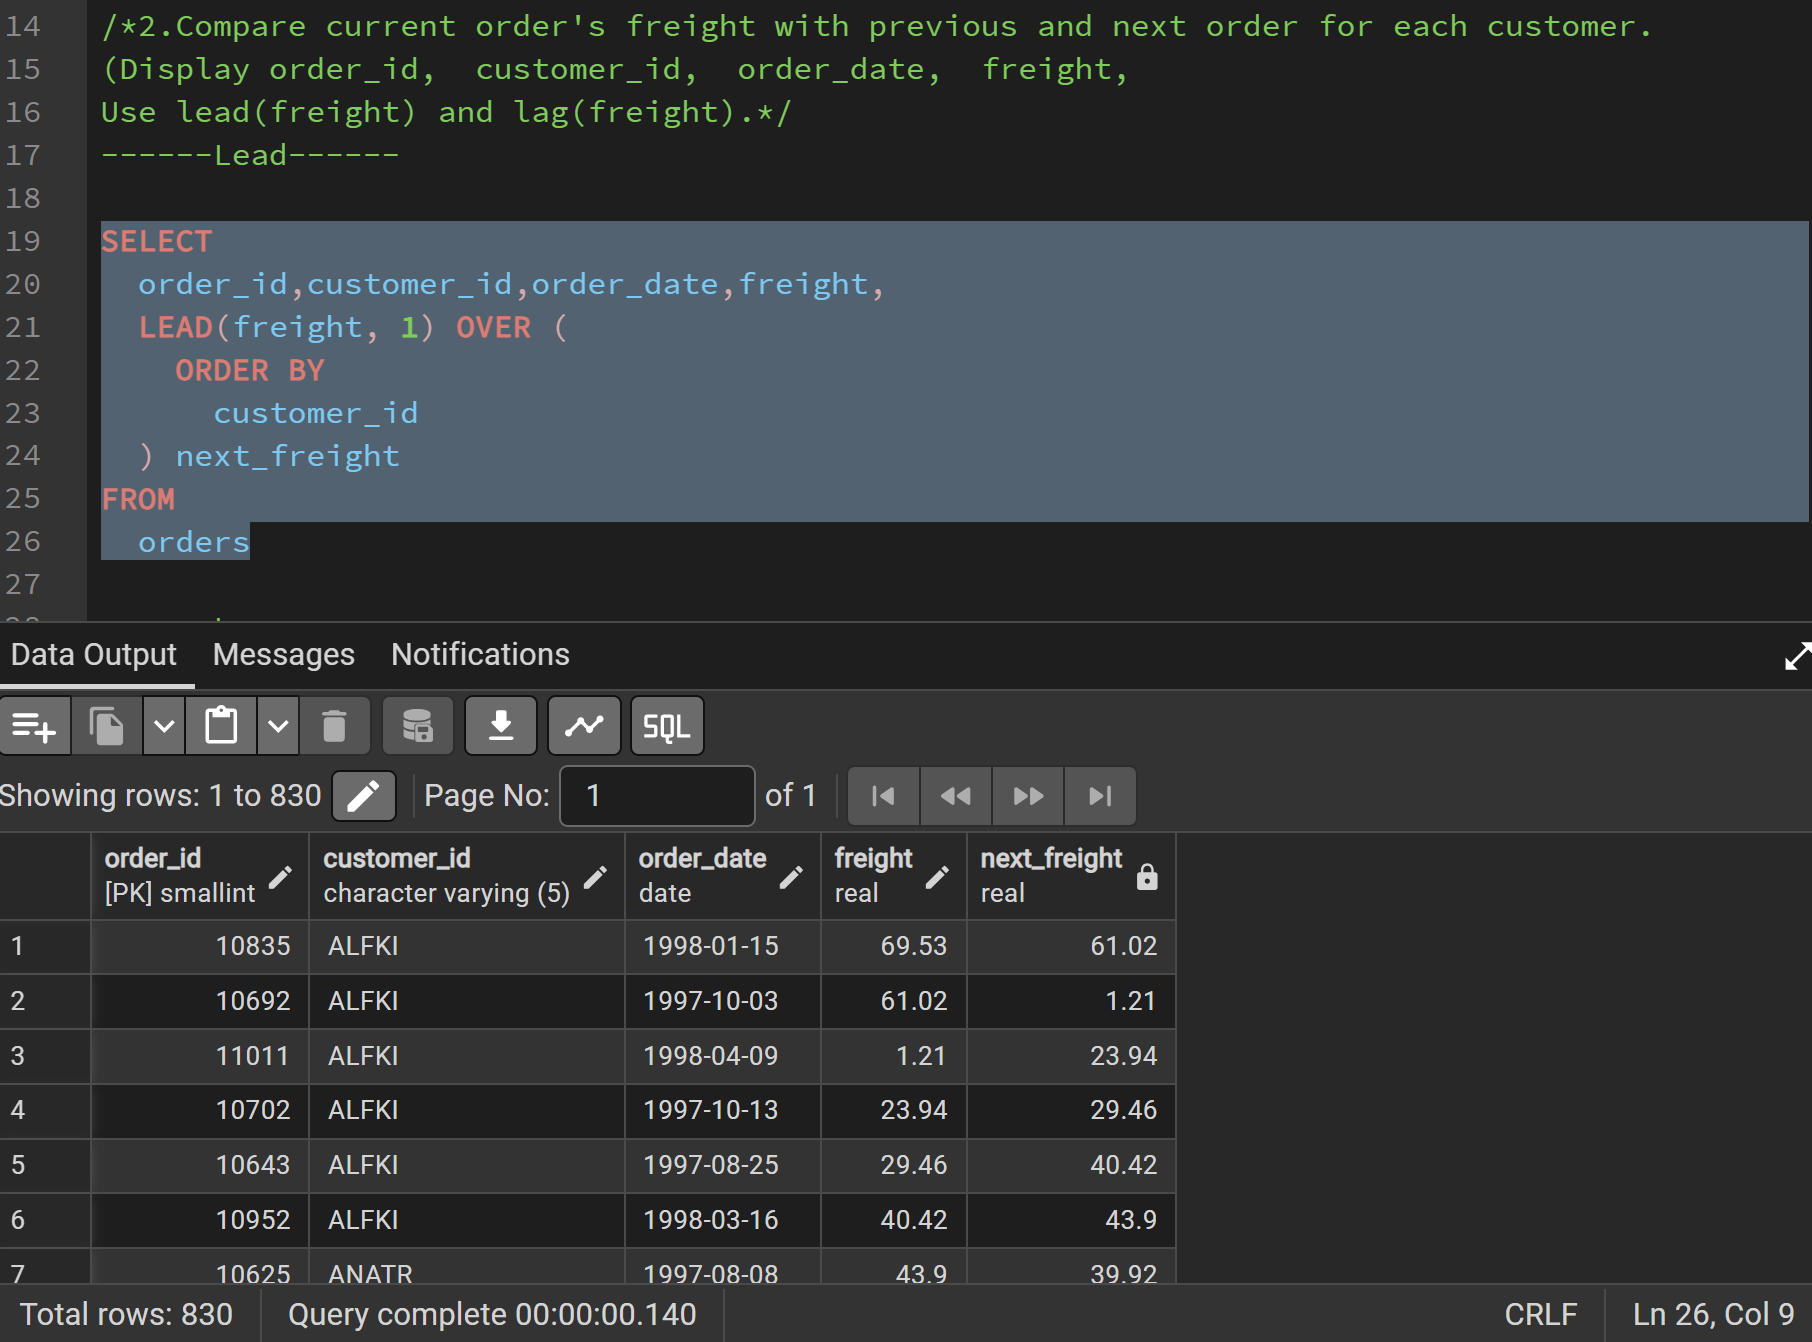 14 /*2.Compare current order's freight with previous and next order for each customer.
15 (Display order_id,  customer_id,  order_date,  freight,
16 Use lead(freight) and lag(freight).*/
17 ------Lead------
18
19 SELECT
20   order_id,customer_id,order_date,freight,
21   LEAD(freight, 1) OVER (
22     ORDER BY
23       customer_id
24   ) next_freight
25 FROM
26   orders
27
Data Output Messages Notifications
SQL
Showing rows: 1 to 830 Page No: 1 of 1
order_id customer_id order_date freight next_freight
[PK] smallint character varying (5) date real real
1 10835 ALFKI 1998-01-15 69.53 61.02
2 10692 ALFKI 1997-10-03 61.02 1.21
3 11011 ALFKI 1998-04-09 1.21 23.94
4 10702 ALFKI 1997-10-13 23.94 29.46
5 10643 ALFKI 1997-08-25 29.46 40.42
6 10952 ALFKI 1998-03-16 40.42 43.9
7 10625 ANATR 1997-08-08 43.9 39.92
Total rows: 830 Query complete 00:00:00.140 CRLF Ln 26, Col 9